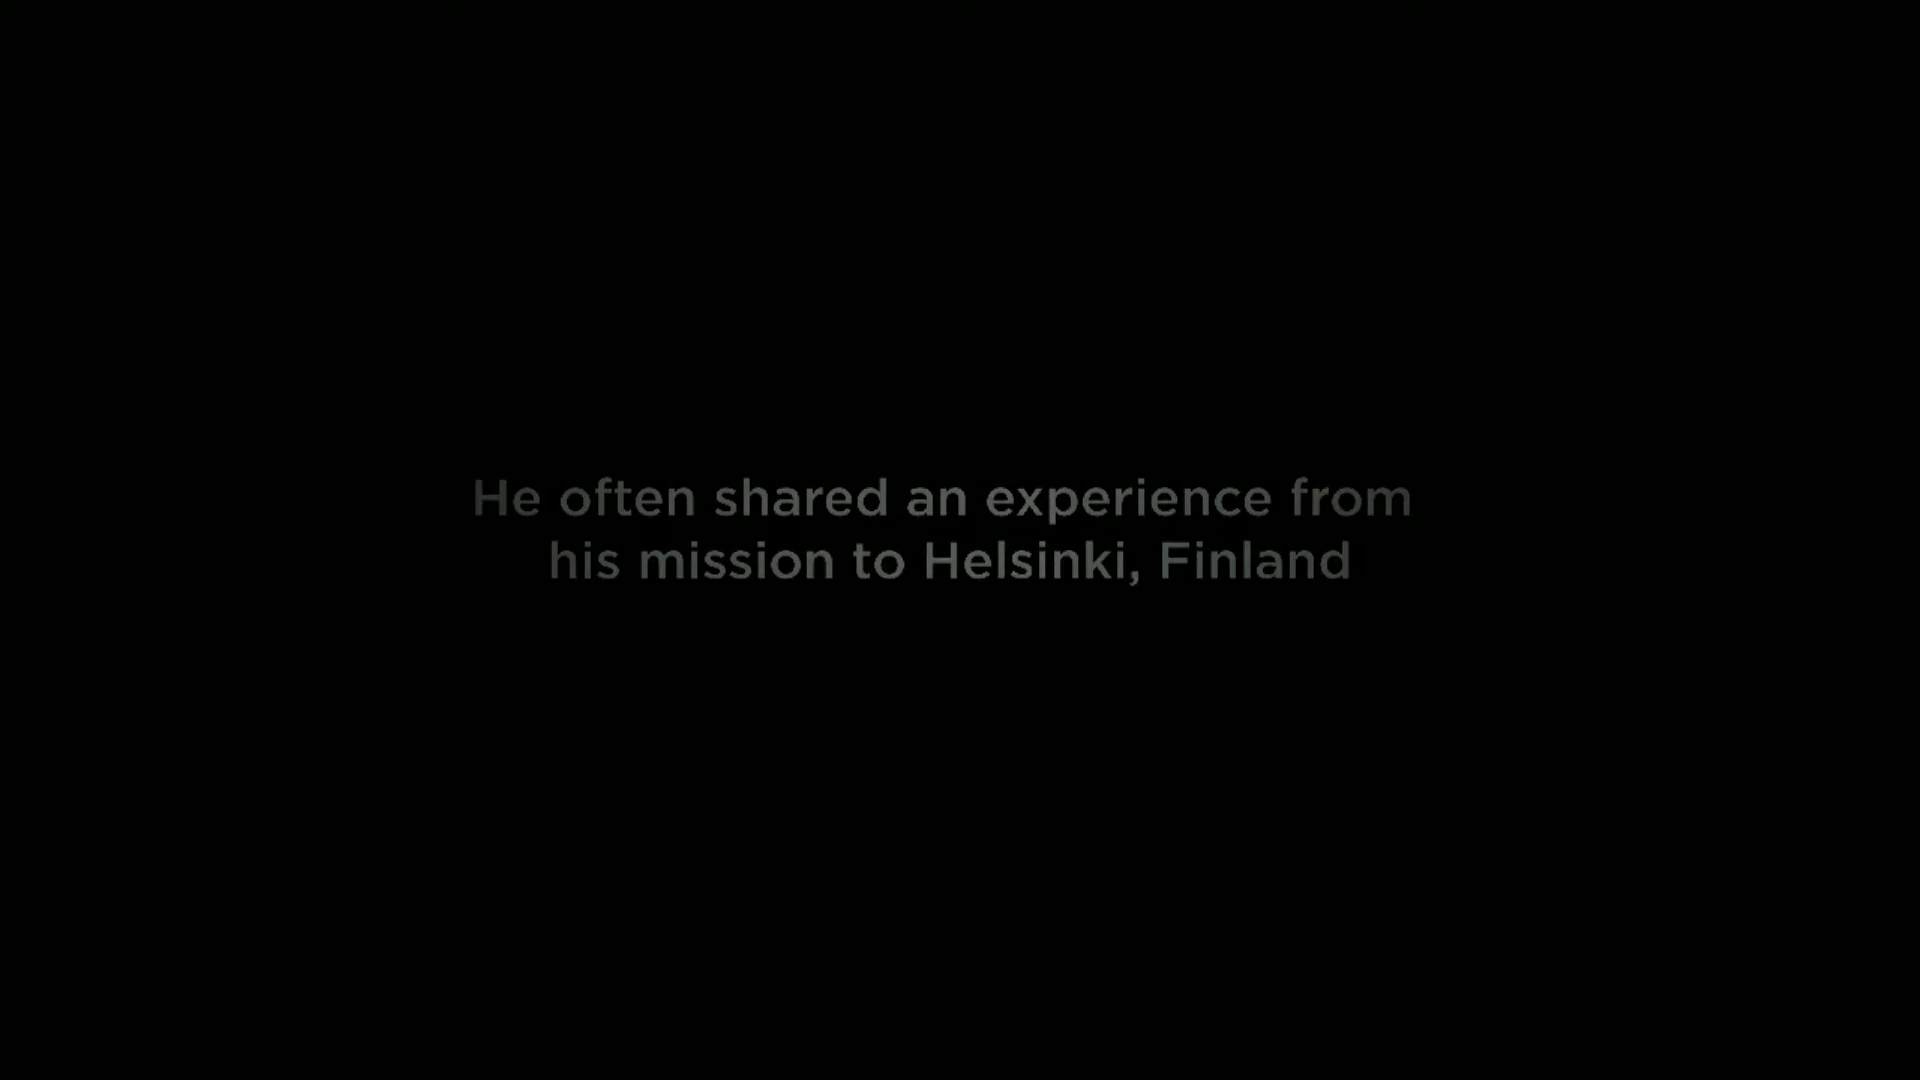 He often shared an experience from
his mission to Helsinki, Finland